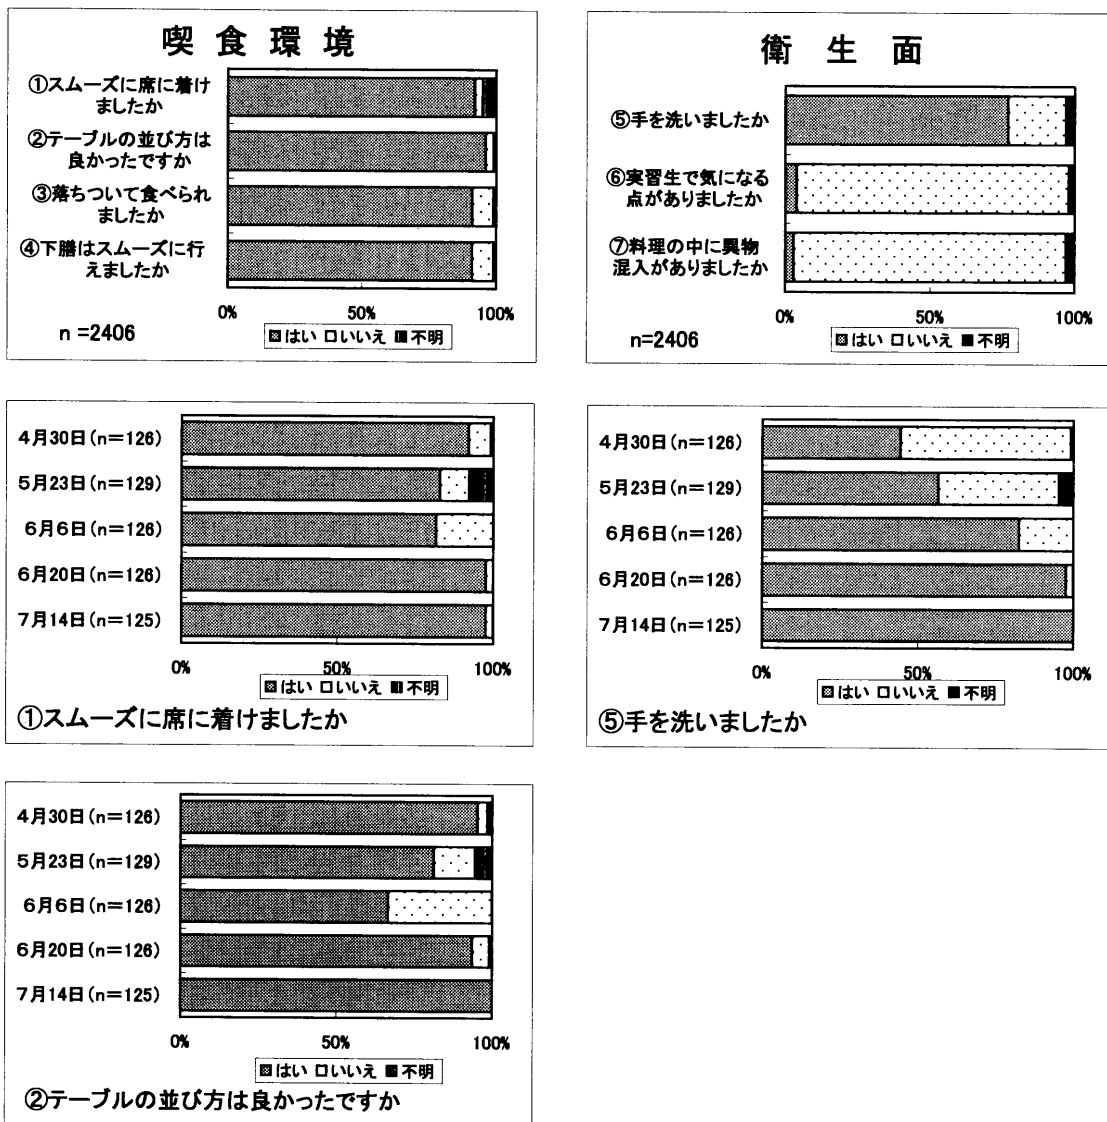 喫食環境
①スムーズに席に着け
ましたか
②テーブルの並び方は
良かったですか
③落ちついて食べられ
ましたか
④下膳はスムーズに行
えましたか
0% 50% 100%
n =2406
はい いいえ 不明
衛生面
⑤手を洗いましたか
⑥実習生で気になる
点がありましたか
⑦料理の中に異物
混入がありましたか
0% 50% 100%
n=2406
はい いいえ 不明
4月30日(n=126)
5月23日(n=129)
6月6日(n=126)
6月20日(n=126)
7月14日(n=125)
0% 50% 100%
はい いいえ 不明
①スムーズに席に着けましたか
4月30日(n=126)
5月23日(n=129)
6月6日(n=126)
6月20日(n=126)
7月14日(n=125)
0% 50% 100%
はい いいえ 不明
⑤手を洗いましたか
4月30日(n=126)
5月23日(n=129)
6月6日(n=126)
6月20日(n=126)
7月14日(n=125)
0% 50% 100%
はい いいえ 不明
②テーブルの並び方は良かったですか